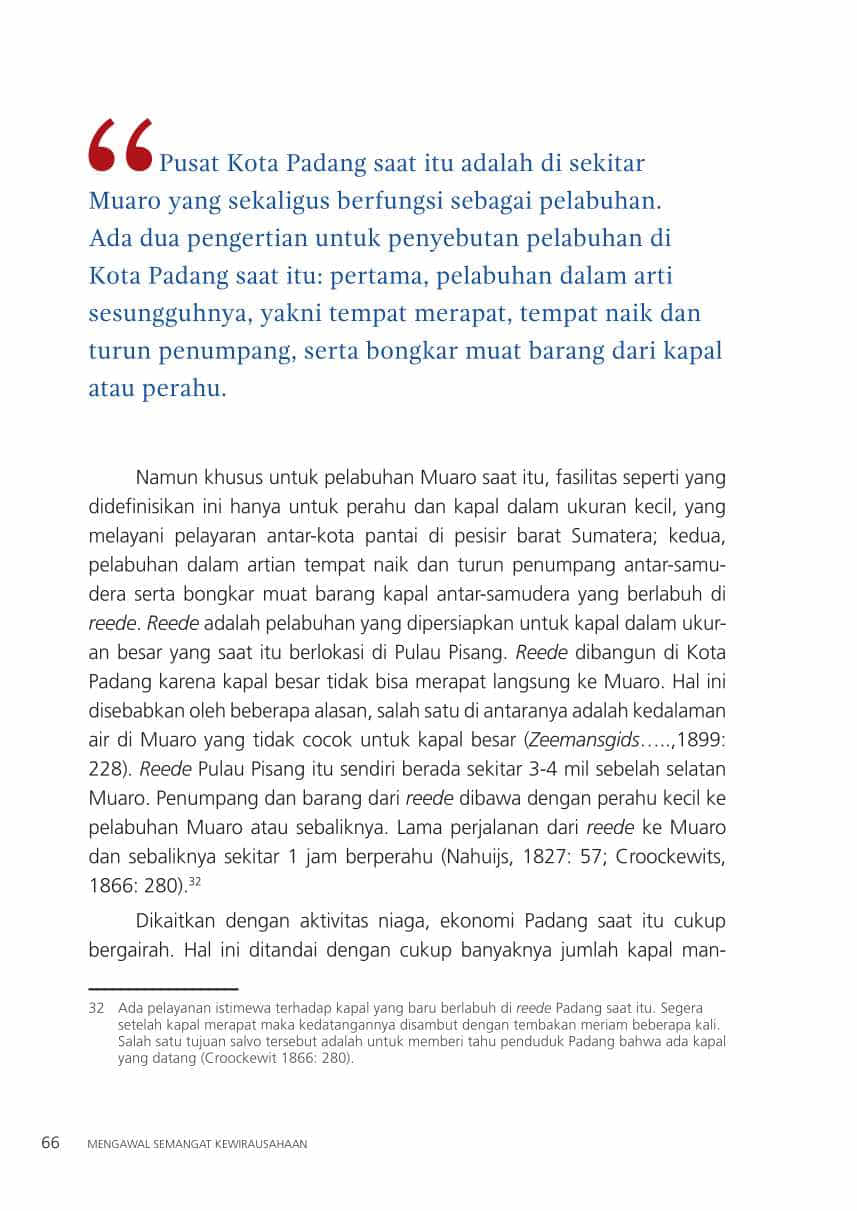 “Pusat Kota Padang saat itu adalah di sekitar
Muaro yang sekaligus berfungsi sebagai pelabuhan.
Ada dua pengertian untuk penyebutan pelabuhan di
Kota Padang saat itu: pertama, pelabuhan dalam arti
sesungguhnya, yakni tempat merapat, tempat naik dan
turun penumpang, serta bongkar muat barang dari kapal
atau perahu.
Namun khusus untuk pelabuhan Muaro saat itu, fasilitas seperti yang
didefinisikan ini hanya untuk perahu dan kapal dalam ukuran kecil, yang
melayani pelayaran antar-kota pantai di pesisir barat Sumatera; kedua,
pelabuhan dalam artian tempat naik dan turun penumpang antar-samu-
dera serta bongkar muat barang kapal antar-samudera yang berlabuh di
reede. Reede adalah pelabuhan yang dipersiapkan untuk kapal dalam ukur-
an besar yang saat itu berlokasi di Pulau Pisang. Reede dibangun di Kota
Padang karena kapal besar tidak bisa merapat langsung ke Muaro. Hal ini
disebabkan oleh beberapa alasan, salah satu di antaranya adalah kedalaman
air di Muaro yang tidak cocok untuk kapal besar (Zeemansgids…..,1899:
228). Reede Pulau Pisang itu sendiri berada sekitar 3-4 mil sebelah selatan
Muaro. Penumpang dan barang dari reede dibawa dengan perahu kecil ke
pelabuhan Muaro atau sebaliknya. Lama perjalanan dari reede ke Muaro
dan sebaliknya sekitar 1 jam berperahu (Nahuijs, 1827: 57; Croockewits,
1866: 280).32
Dikaitkan dengan aktivitas niaga, ekonomi Padang saat itu cukup
bergairah. Hal ini ditandai dengan cukup banyaknya jumlah kapal man-
32 Ada pelayanan istimewa terhadap kapal yang baru berlabuh di reede Padang saat itu. Segera
setelah kapal merapat maka kedatangannya disambut dengan tembakan meriam beberapa kali.
Salah satu tujuan salvo tersebut adalah untuk memberi tahu penduduk Padang bahwa ada kapal
yang datang (Croockewit 1866: 280).
66 MENGAWAL SEMANGAT KEWIRAUSAHAAN